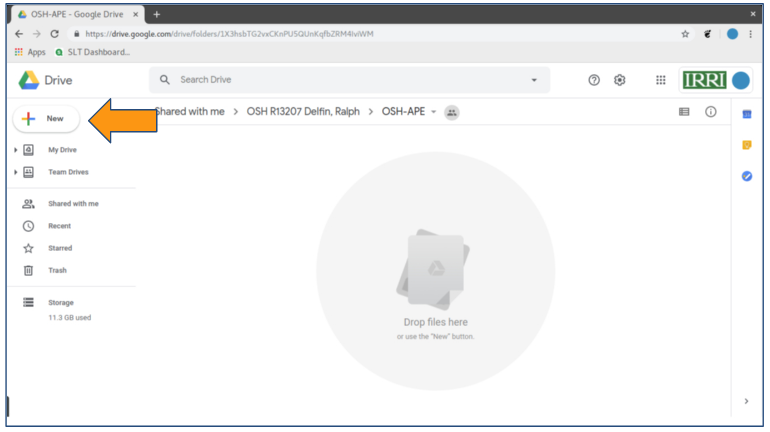 OSH-APE - Google Drive
https://drive.google.com/drive/folders/1X3hsbTG2vxCKnPU5QUnKqfbZRM4lviWM
Apps SLT Dashboard...
Drive
Search Drive
IRRI
New
Shared with me > OSH R13207 Delfin, Ralph > OSH-APE
My Drive
Team Drives
Shared with me
Recent
Starred
Trash
Storage
11.3 GB used
Drop files here
or use the "New" button.